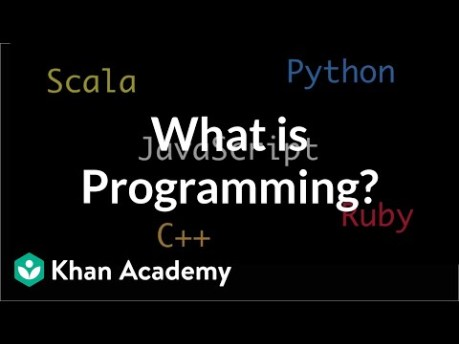 Scala
Python
What is
JavaScript
Programming?
Ruby
C++
Khan Academy